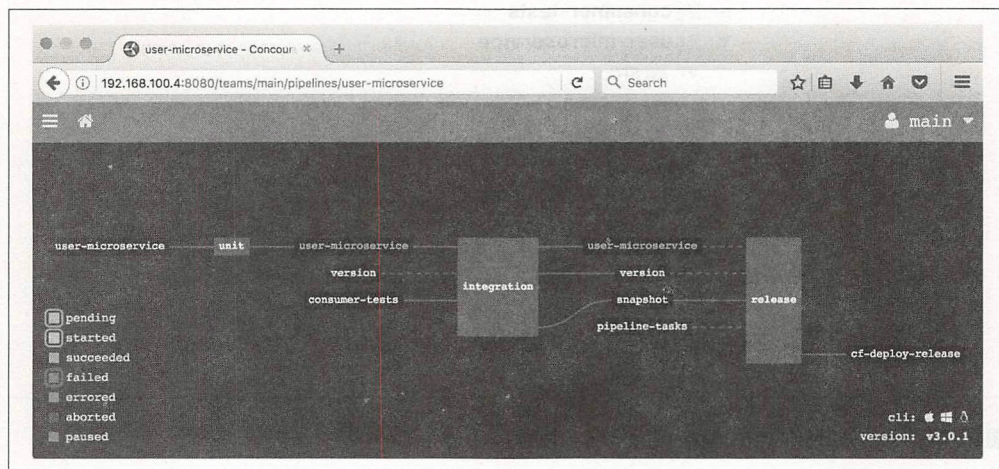 user-microservice - Concour
192.168.100.4:8080/teams/main/pipelines/user-microservice
Search
main
user-microservice
unit
user-microservice
user-microservice
version
version
integration
consumer-tests
snapshot
release
pipeline-tasks
cf-deploy-release
pending
started
succeeded
failed
errored
aborted
paused
cli:
version: v3.0.1